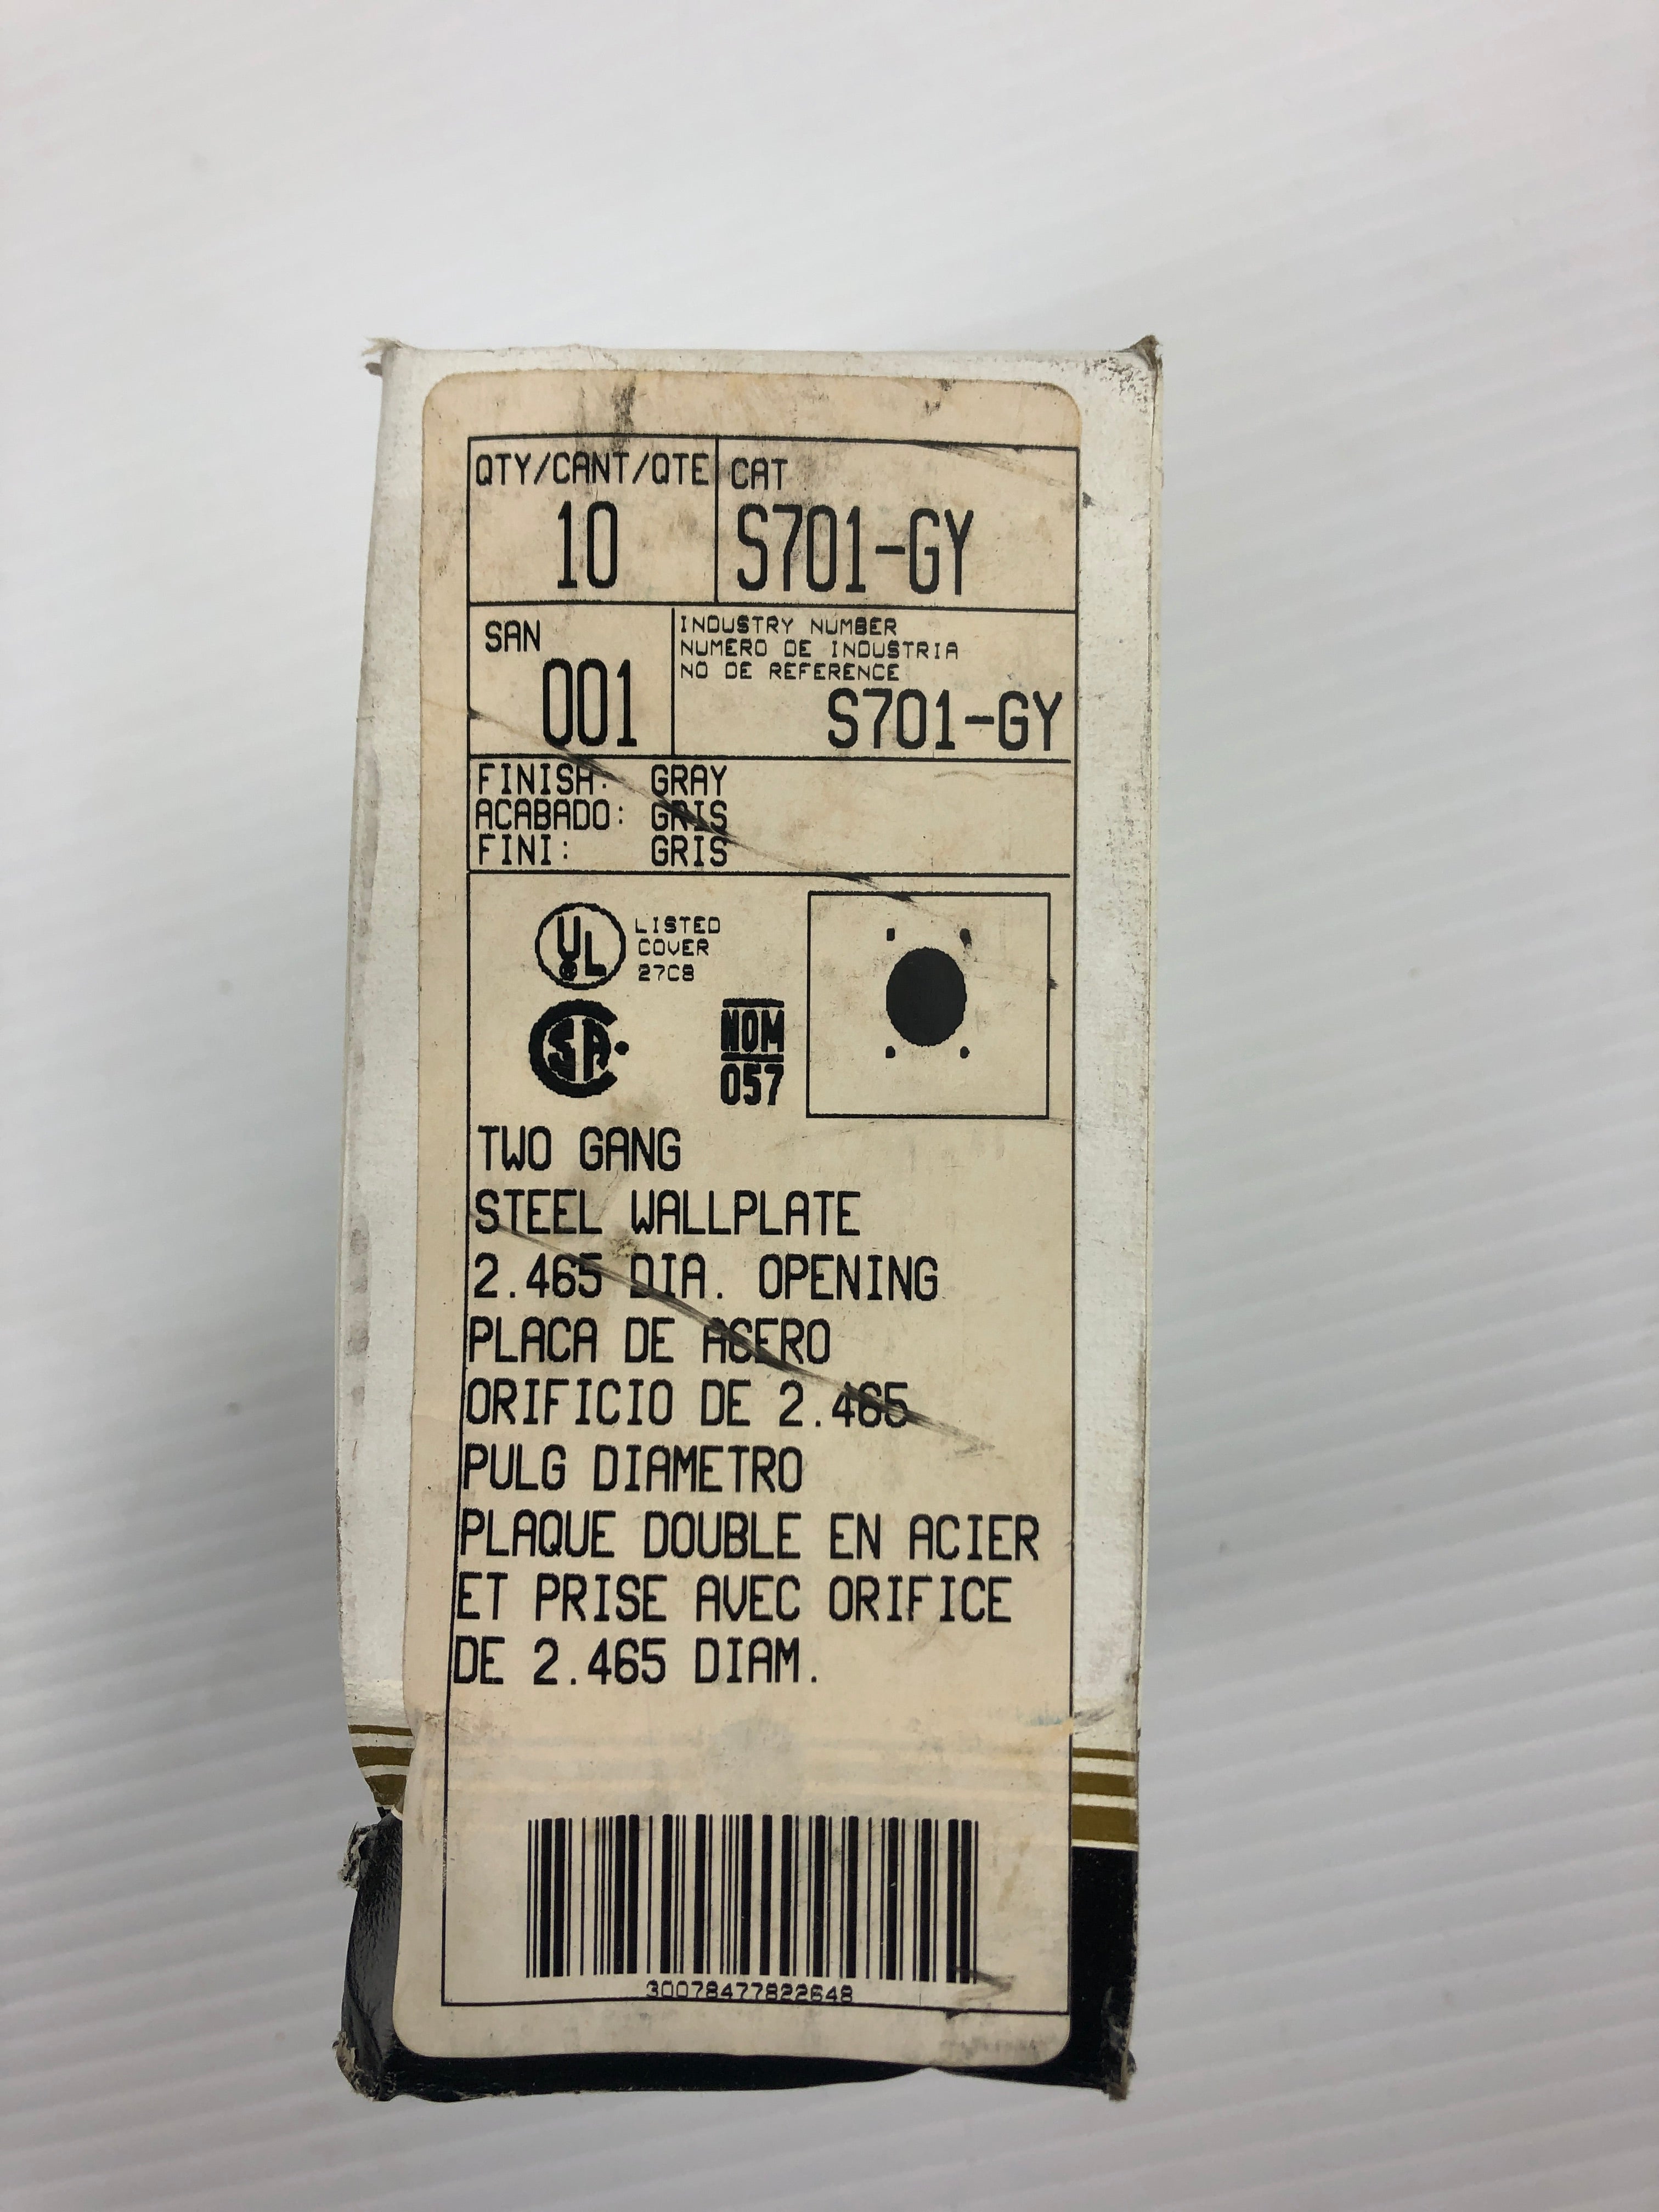 QTY/CANT/QTE CAT
10 S701-GY
SAN INDUSTRY NUMBER
NUMERO DE INDUSTRIA
NO DE REFERENCE
001 S701-GY
FINISH: GRAY
ACABADO: GRIS
FINI: GRIS
UL LISTED
COVER
27C8
CSA NOM
057
TWO GANG
STEEL WALLPLATE
2.465 DIA. OPENING
PLACA DE ACERO
ORIFICIO DE 2.465
PULG DIAMETRO
PLAQUE DOUBLE EN ACIER
ET PRISE AVEC ORIFICE
DE 2.465 DIAM.
30078477822648